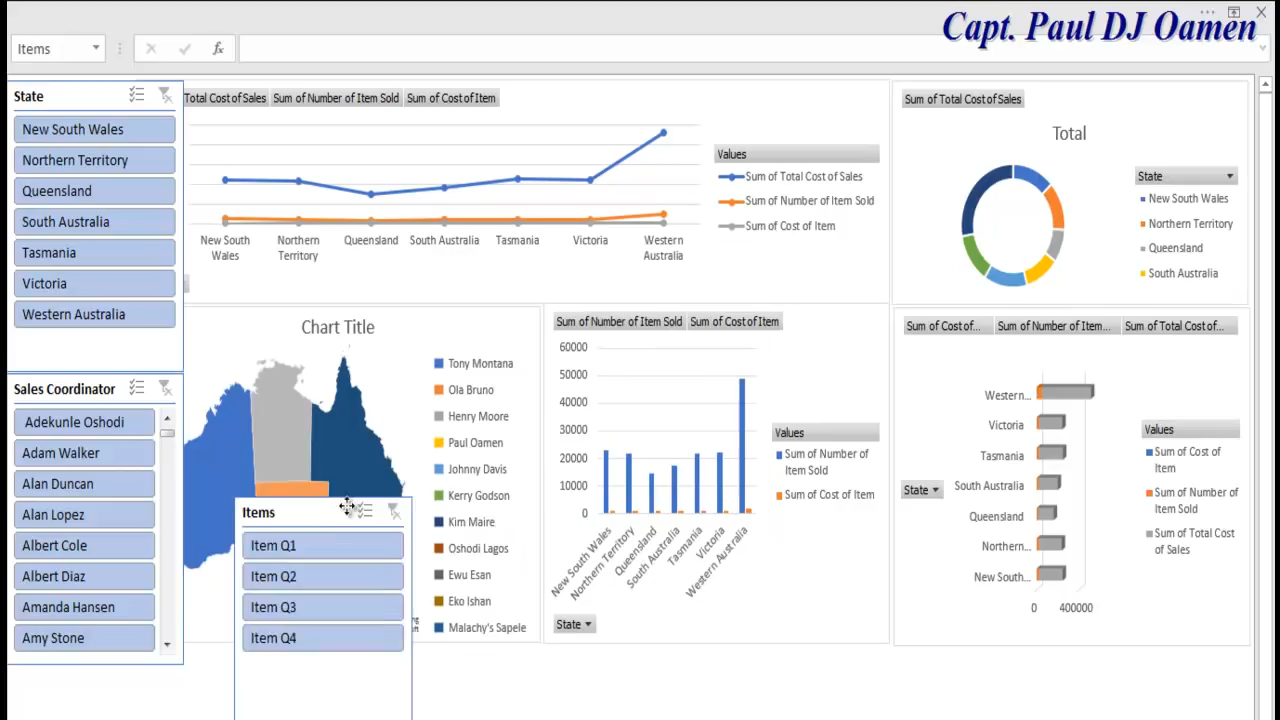 Capt. Paul DJ Oamen
Items
fx
State
New South Wales
Northern Territory
Queensland
South Australia
Tasmania
Victoria
Western Australia
Sales Coordinator
Adekunle Oshodi
Adam Walker
Alan Duncan
Alan Lopez
Albert Cole
Albert Diaz
Amanda Hansen
Amy Stone
Total Cost of Sales Sum of Number of Item Sold Sum of Cost of Item
Values
Sum of Total Cost of Sales
Sum of Number of Item Sold
Sum of Cost of Item
New South Wales
Northern Territory
Queensland
South Australia
Tasmania
Victoria
Western Australia
Sum of Total Cost of Sales
Total
State
New South Wales
Northern Territory
Queensland
South Australia
Chart Title
Tony Montana
Ola Bruno
Henry Moore
Paul Oamen
Johnny Davis
Kerry Godson
Kim Maire
Oshodi Lagos
Ewu Esan
Eko Ishan
Malachy's Sapele
Items
Item Q1
Item Q2
Item Q3
Item Q4
Sum of Number of Item Sold Sum of Cost of Item
60000
50000
40000
30000
20000
10000
0
New South Wales
Northern Territory
Queensland
South Australia
Tasmania
Victoria
Western Australia
State
Values
Sum of Number of
Item Sold
Sum of Cost of Item
Sum of Cost of... Sum of Number of Item... Sum of Total Cost of...
Western...
Victoria
Tasmania
South Australia
Queensland
Northern...
New South...
State
0 400000
Values
Sum of Cost of
Item
Sum of Number of
Item Sold
Sum of Total Cost
of Sales